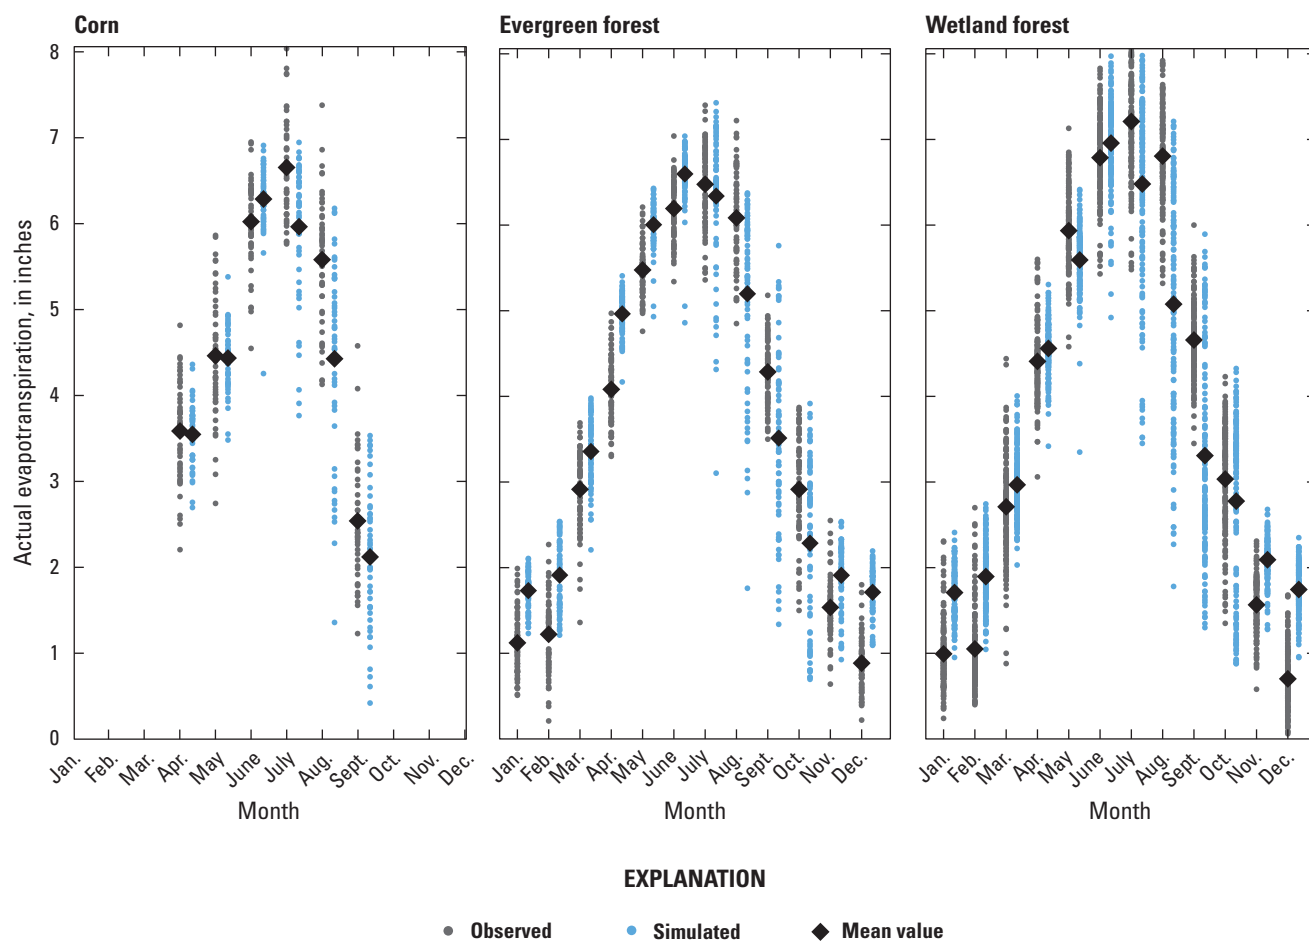 Corn
Evergreen forest
Wetland forest
Actual evapotranspiration, in inches
8
7
6
5
4
3
2
1
0
Jan. Feb. Mar. Apr. May June July Aug. Sept. Oct. Nov. Dec.
Jan. Feb. Mar. Apr. May June July Aug. Sept. Oct. Nov. Dec.
Jan. Feb. Mar. Apr. May June July Aug. Sept. Oct. Nov. Dec.
Month
Month
Month
EXPLANATION
Observed
Simulated
Mean value